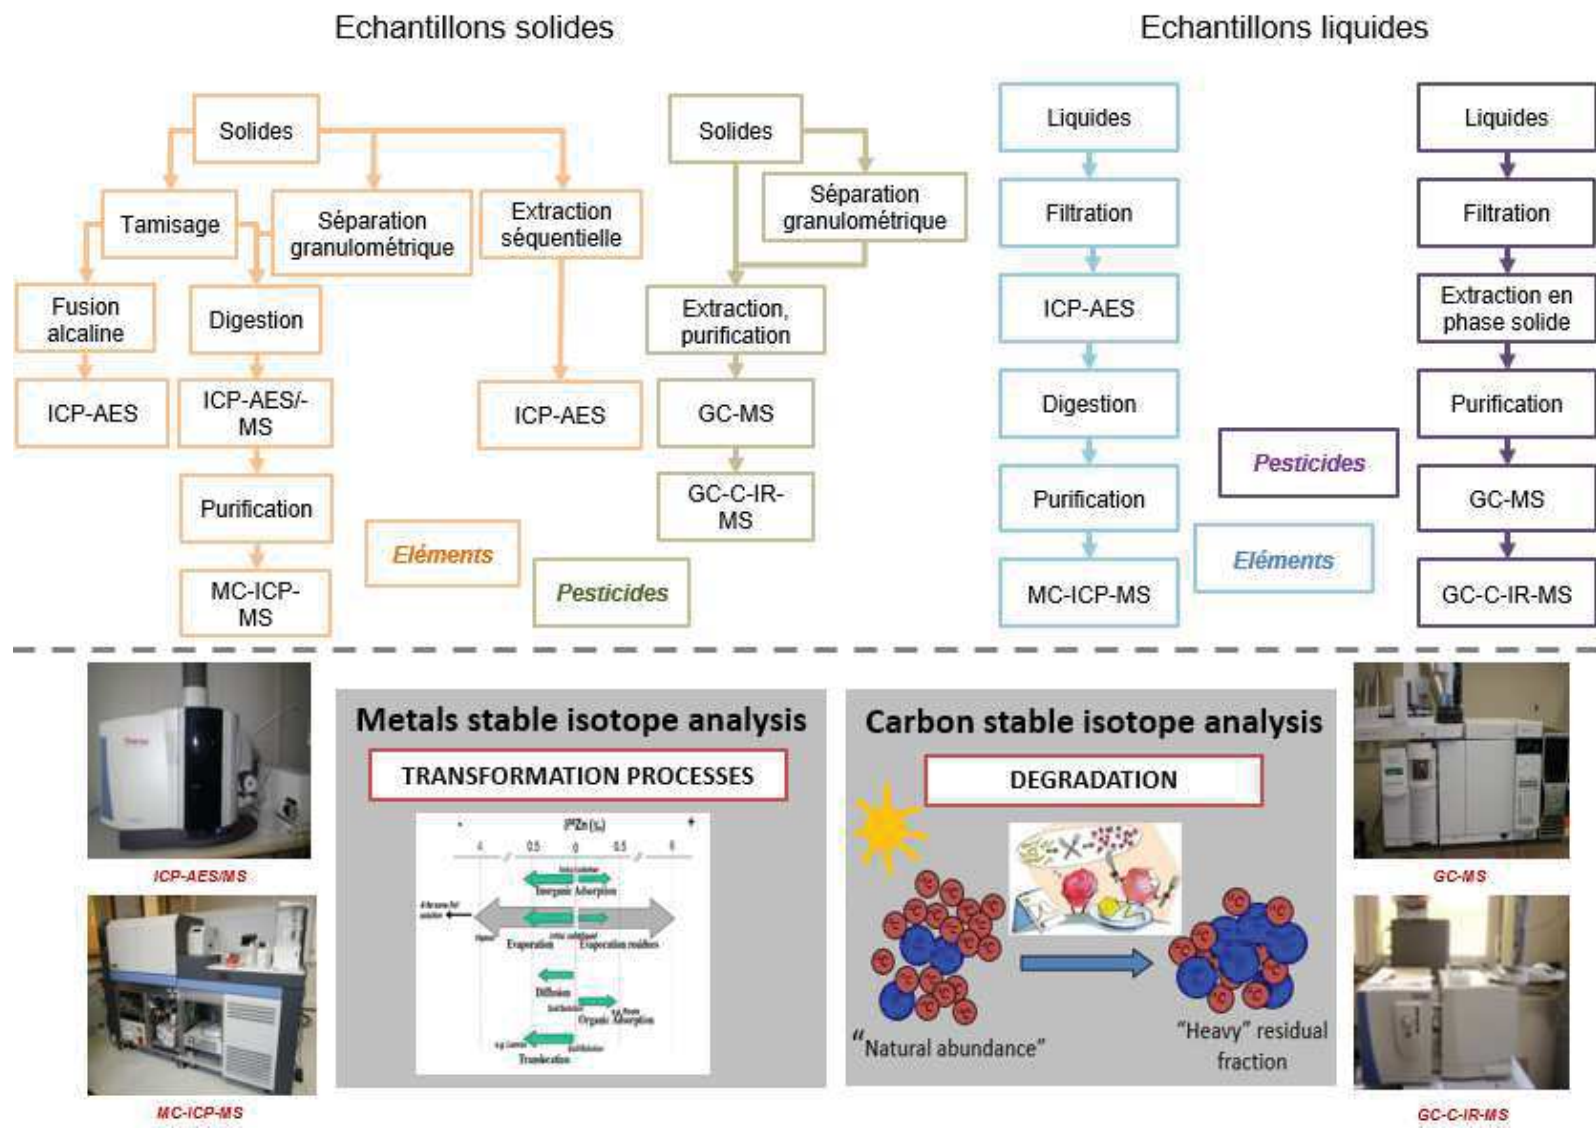 Echantillons solides
Echantillons liquides
Solides
Tamisage
Séparation
granulométrique
Extraction
séquentielle
Fusion
alcaline
Digestion
ICP-AES
ICP-AES/-
MS
ICP-AES
Purification
MC-ICP-
MS
Eléments
Solides
Séparation
granulométrique
Extraction,
purification
GC-MS
GC-C-IR-
MS
Pesticides
Liquides
Filtration
ICP-AES
Digestion
Purification
MC-ICP-MS
Eléments
Liquides
Filtration
Extraction en
phase solide
Purification
GC-MS
GC-C-IR-MS
Pesticides
ICP-AES/MS
MC-ICP-MS
Metals stable isotope analysis
TRANSFORMATION PROCESSES
0.5
0
0.5
Inorganic Adsorption
Evaporation
Evaporation residues
Diffusion
Organic Adsorption
Translocation
Carbon stable isotope analysis
DEGRADATION
"Natural abundance"
"Heavy" residual
fraction
GC-MS
GC-C-IR-MS